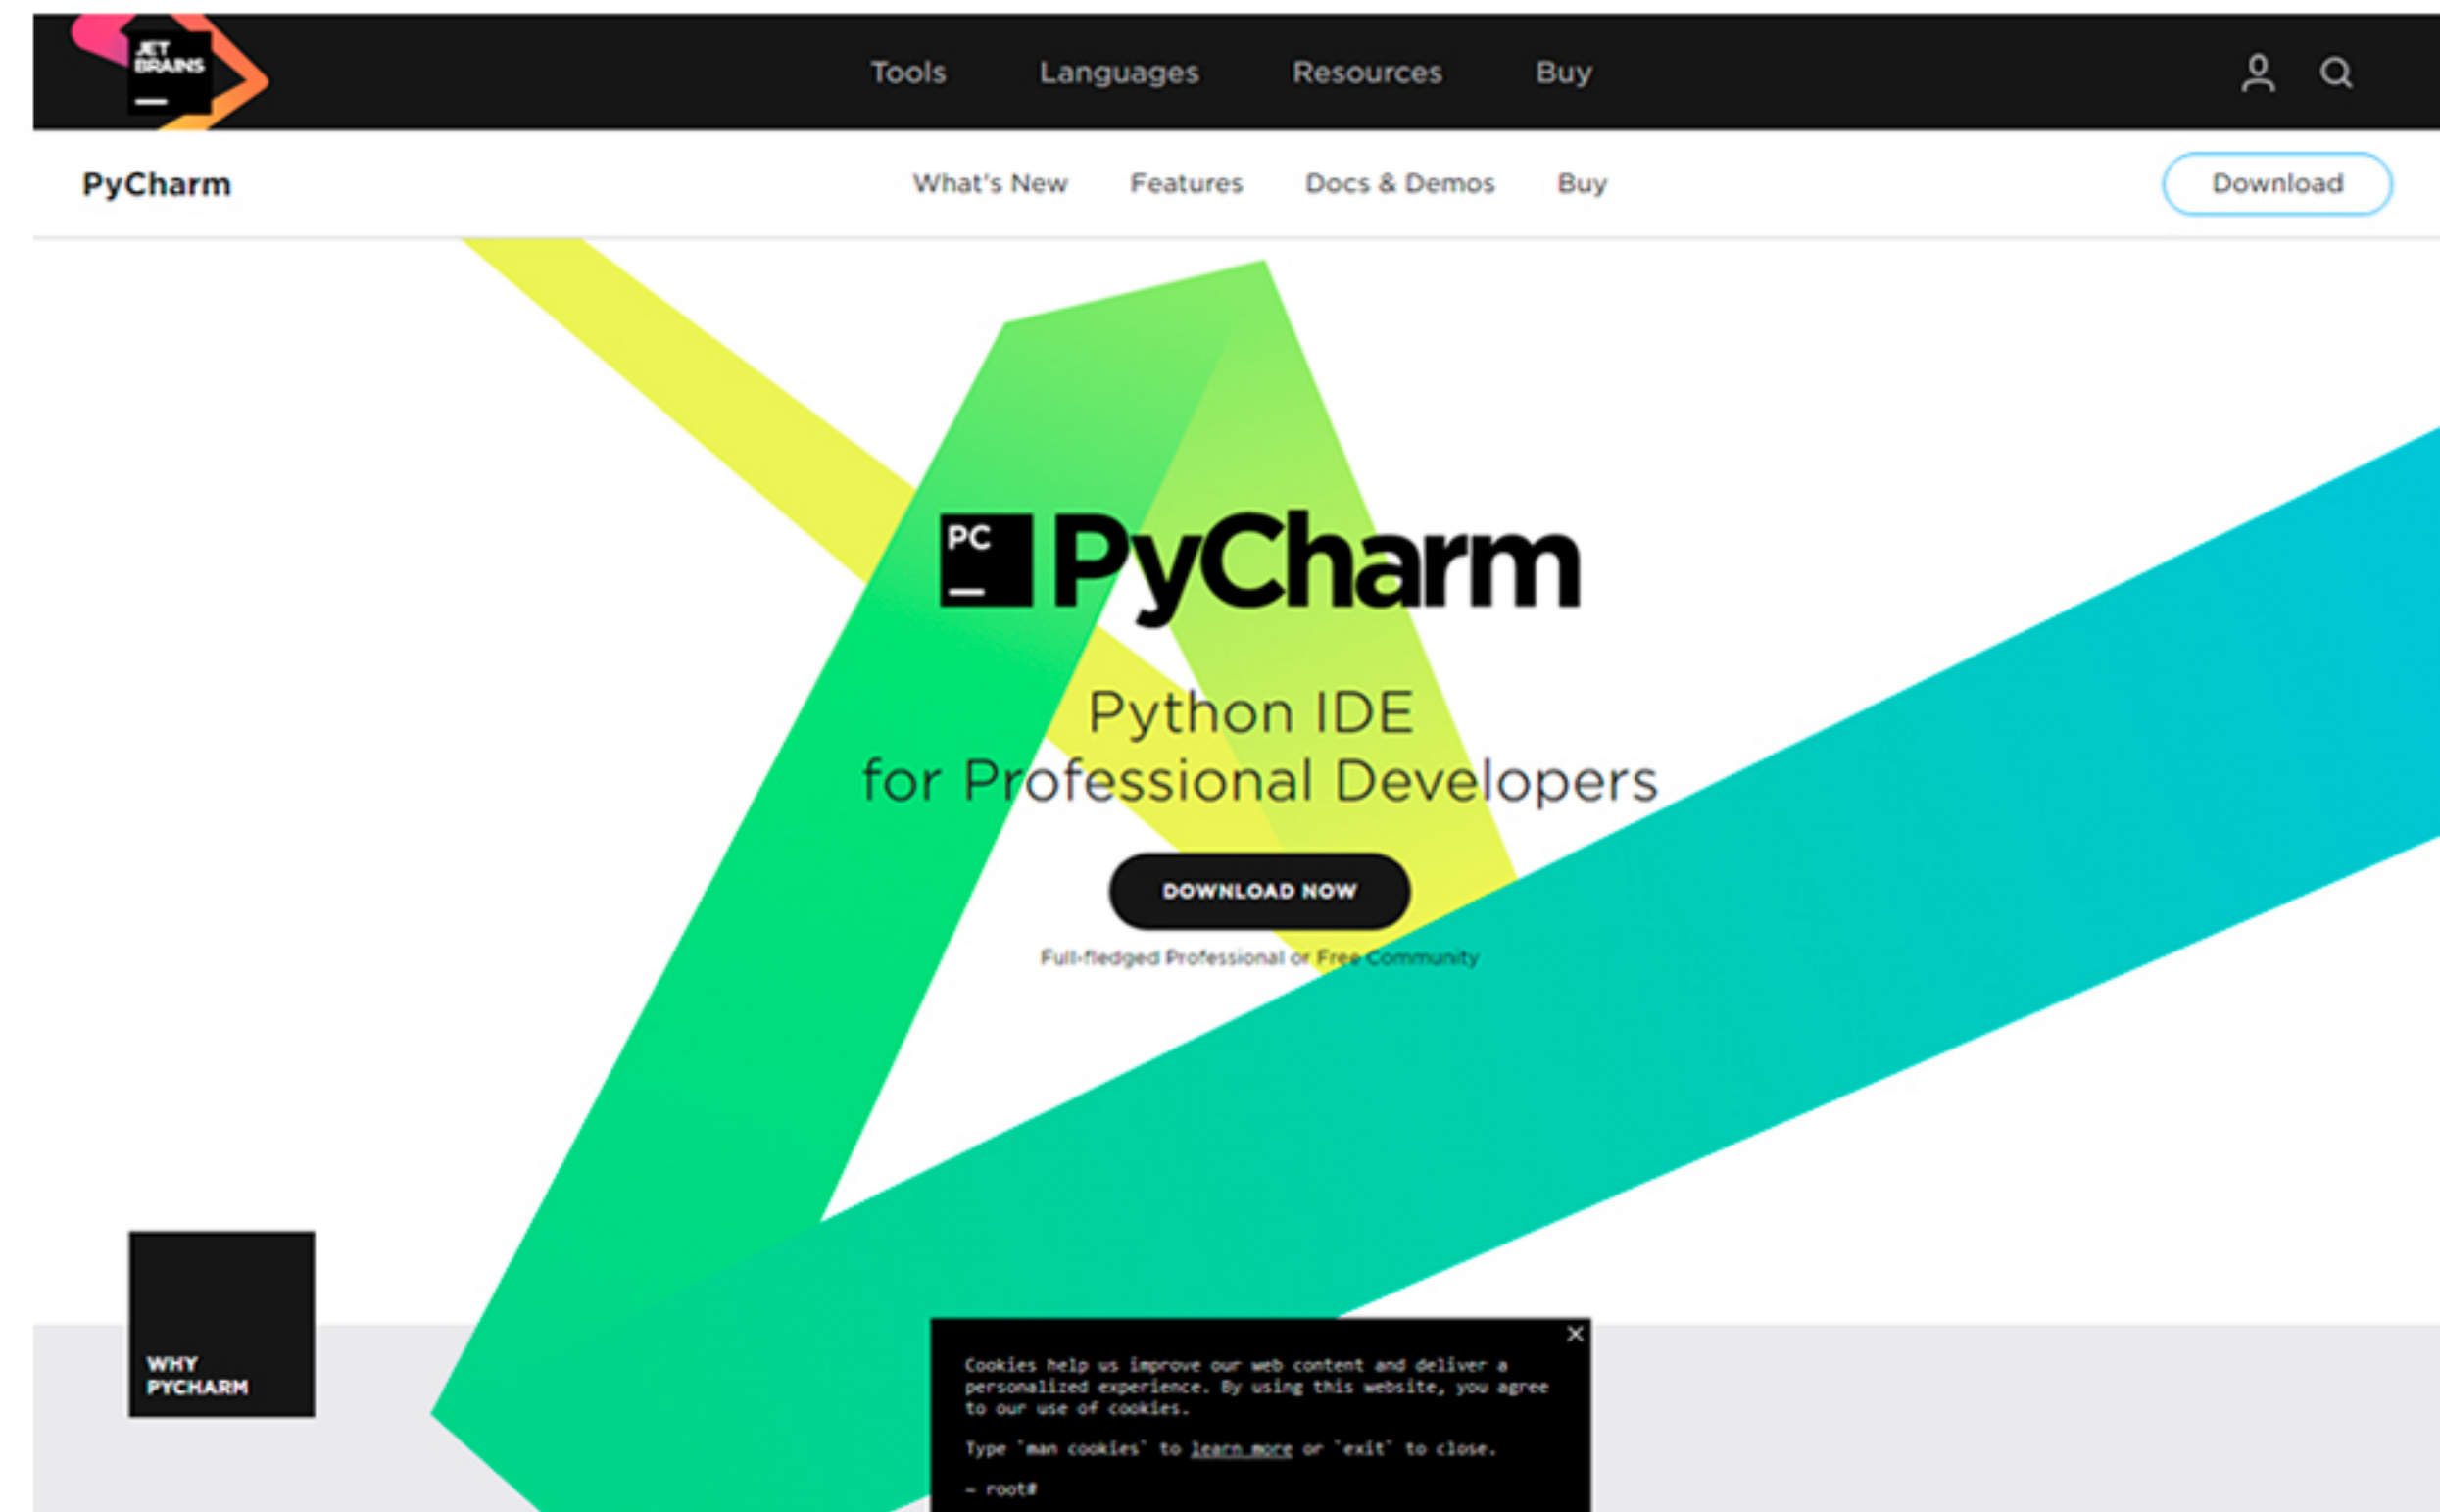 JET
BRAINS
Tools Languages Resources Buy
PyCharm What's New Features Docs & Demos Buy Download
PC
PyCharm
Python IDE
for Professional Developers
DOWNLOAD NOW
Full-fledged Professional or Free Community
WHY
PYCHARM
Cookies help us improve our web content and deliver a
personalized experience. By using this website, you agree
to our use of cookies.
Type `man cookies` to learn more or `exit` to close.
~ root#